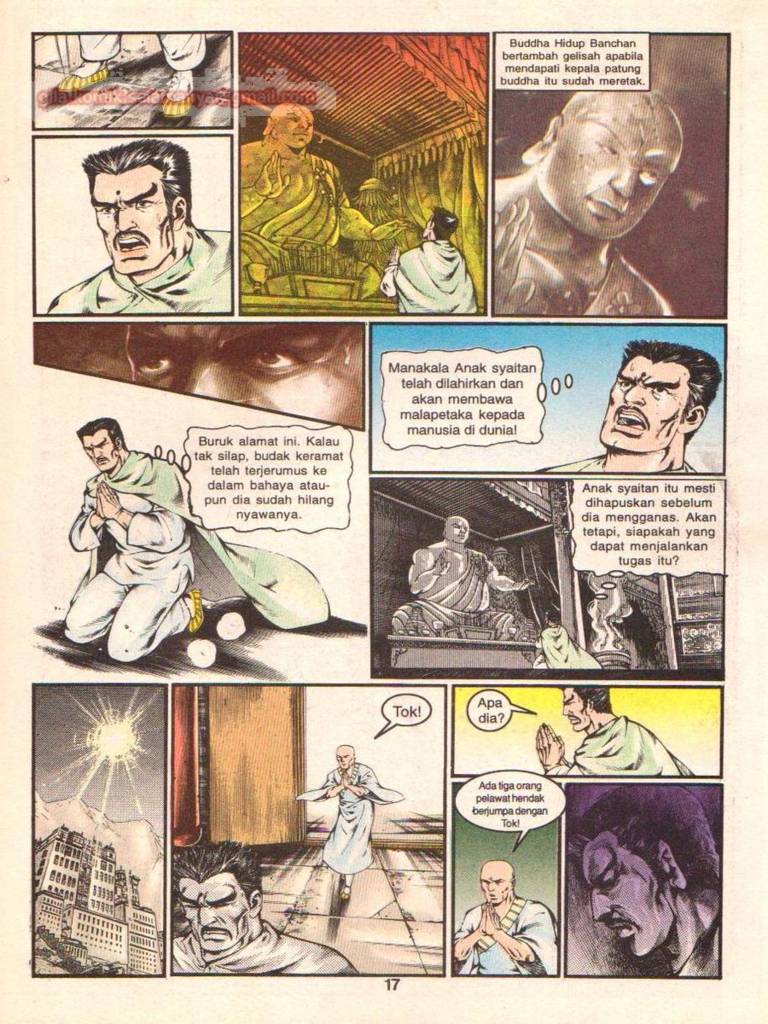 Buddha Hidup Banchan
bertambah gelisah apabila
mendapati kepala patung
buddha itu sudah meretak.
Manakala Anak syaitan
telah dilahirkan dan
akan membawa
malapetaka kepada
manusia di dunia!
Buruk alamat ini. Kalau
tak silap, budak keramat
telah terjerumus ke
dalam bahaya atau-
pun dia sudah hilang
nyawanya.
Anak syaitan itu mesti
dihapuskan sebelum
dia mengganas. Akan
tetapi, siapakah yang
dapat menjalankan
tugas itu?
Tok!
Apa
dia?
Ada tiga orang
pelawat hendak
berjumpa dengan
Tok!
17